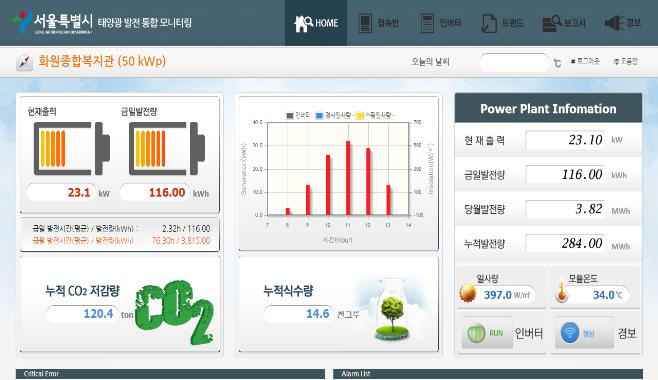 서울특별시 태양광 발전 통합 모니터링
SEOUL METROPOLITAN GOVERNMENT
HOME 접속반 인버터 트랜드 보고서 경보
화원종합복지관 (50 kWp)
오늘의 날씨 ℃ 로그아웃 도움말
현재출력 금일발전량
23.1 kW 116.00 kWh
금일 발전시간(평균) / 발전량(kWh) : 2.32h / 116.00
금월 발전시간(평균) / 발전량(kWh) : 76.30h / 3,815.00
누적 CO2 저감량
120.4 ton
CO2
인버터 경사일사량 수평일사량
Generation(kWh)
40.0
30.0
20.0
10.0
0.0
700
500
300
100
-100
Insolation(W/㎡)
7 8 9 10 11 12 13 14
시간(Hour)
누적식수량
14.6 천그루
Power Plant Infomation
현 재 출 력 23.10 kW
금일발전량 116.00 kWh
당월발전량 3.82 MWh
누적발전량 284.00 MWh
일사량 모듈온도
397.0 W/㎡ 34.0 ℃
RUN 인버터 정상 경보
Critical Error Alarm List